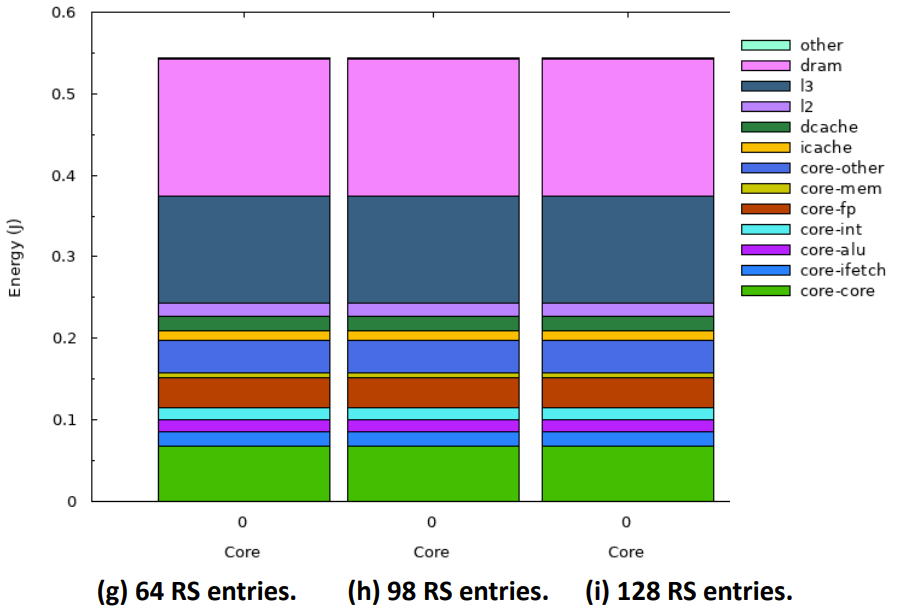 0.6
0.5
0.4
0.3
0.2
0.1
0
Energy (J)
other
dram
l3
l2
dcache
icache
core-other
core-mem
core-fp
core-int
core-alu
core-ifetch
core-core
0 0 0
Core Core Core
(g) 64 RS entries. (h) 98 RS entries. (i) 128 RS entries.